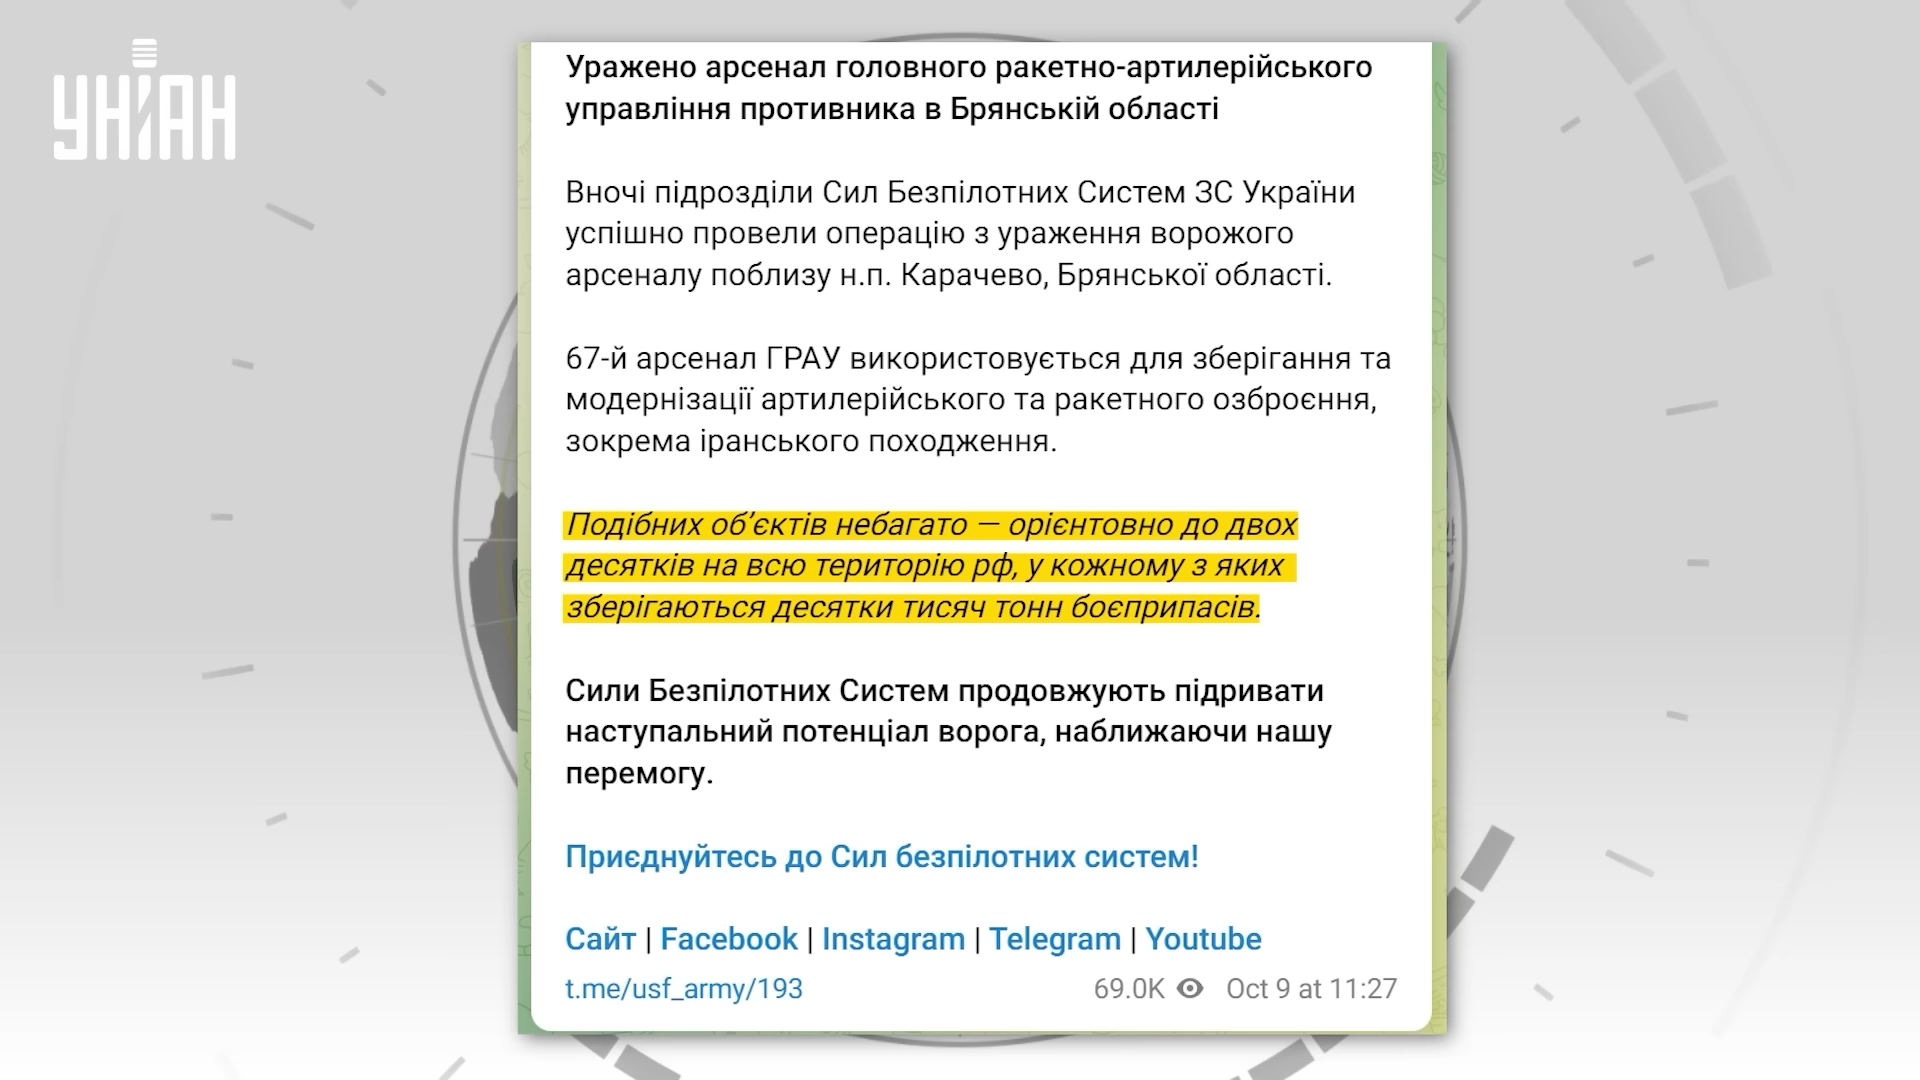 УНІАН
Уражено арсенал головного ракетно-артилерійського
управління противника в Брянській області
Вночі підрозділи Сил Безпілотних Систем ЗС України
успішно провели операцію з ураження ворожого
арсеналу поблизу н.п. Карачево, Брянської області.
67-й арсенал ГРАУ використовується для зберігання та
модернізації артилерійського та ракетного озброєння,
зокрема іранського походження.
Подібних об’єктів небагато — орієнтовно до двох
десятків на всю територію рф, у кожному з яких
зберігаються десятки тисяч тонн боєприпасів.
Сили Безпілотних Систем продовжують підривати
наступальний потенціал ворога, наближаючи нашу
перемогу.
Приєднуйтесь до Сил безпілотних систем!
Сайт | Facebook | Instagram | Telegram | Youtube
t.me/usf_army/193 69.0K Oct 9 at 11:27